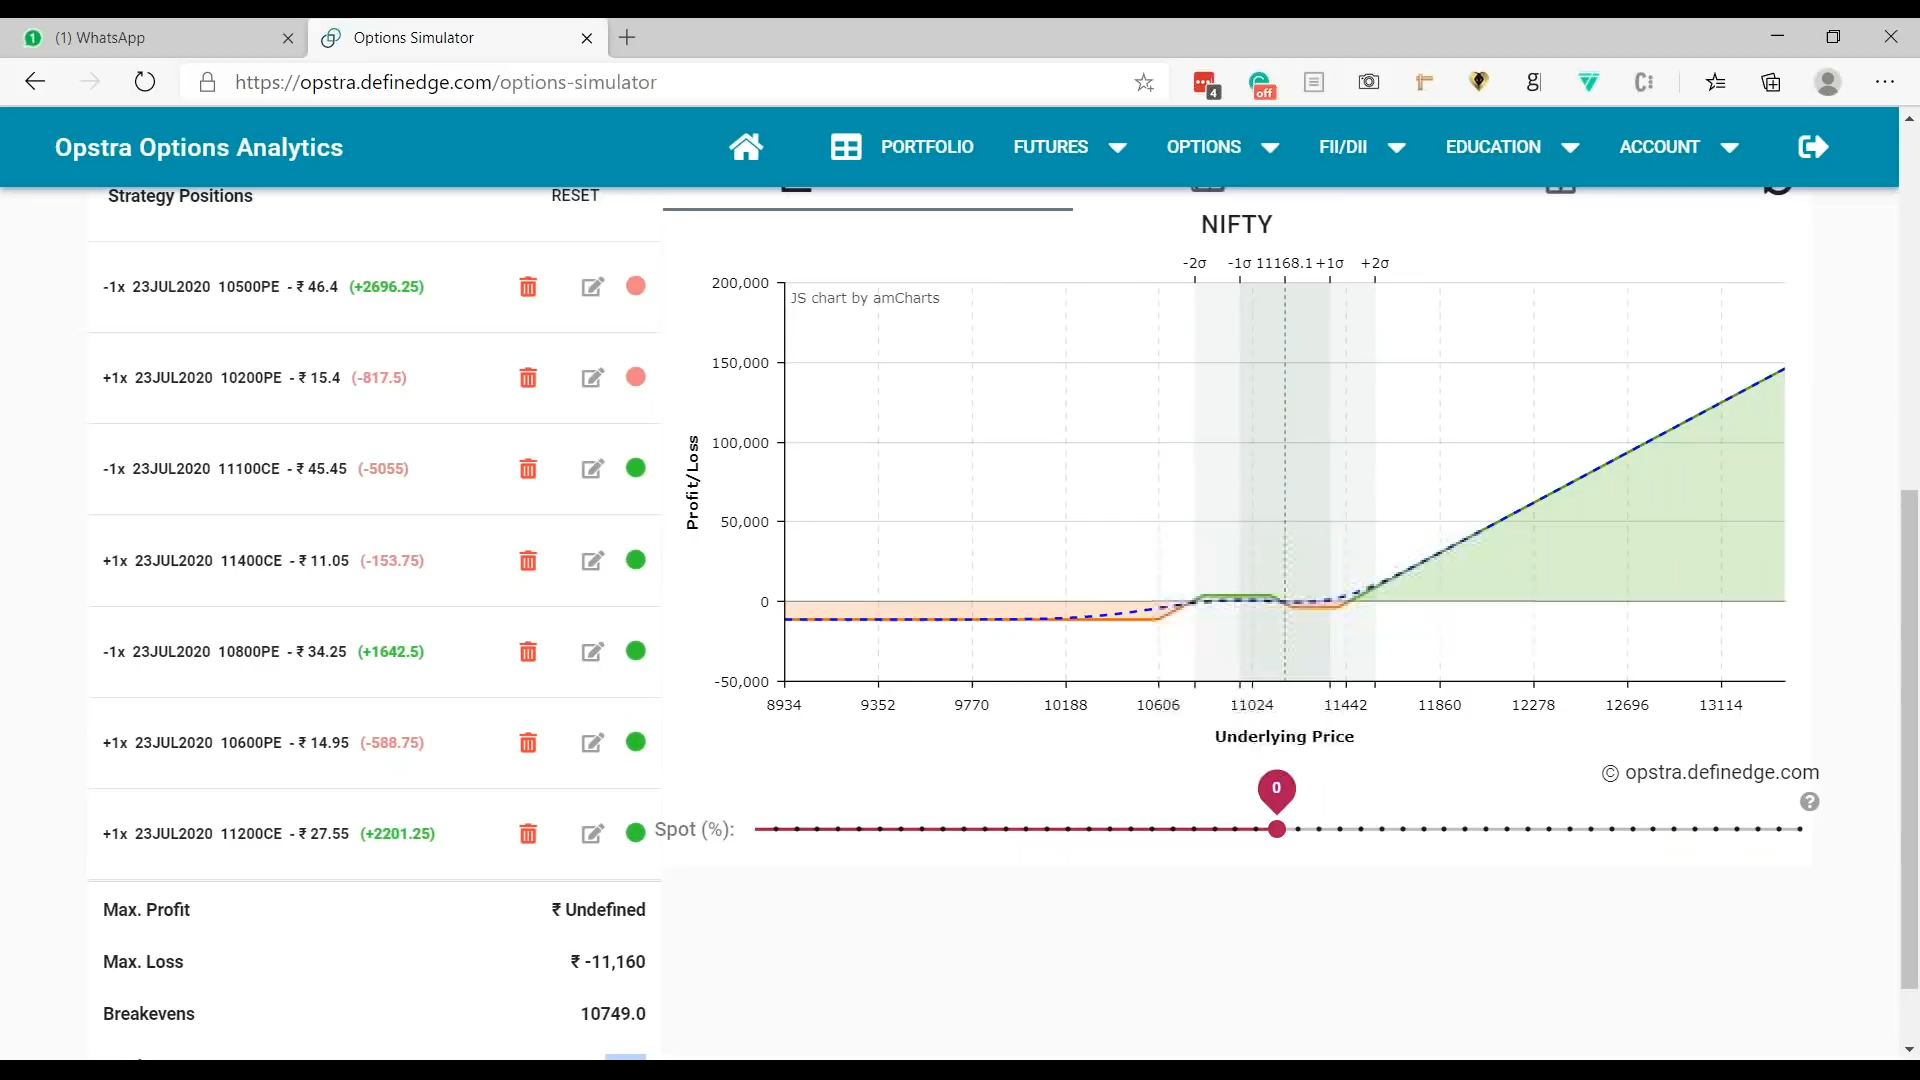 (1) WhatsApp
Options Simulator
https://opstra.definedge.com/options-simulator
4
off
g
Opstra Options Analytics
PORTFOLIO
FUTURES
OPTIONS
FII/DII
EDUCATION
ACCOUNT
Strategy Positions
RESET
-1x 23JUL2020 10500PE - ₹ 46.4 (+2696.25)
+1x 23JUL2020 10200PE - ₹ 15.4 (-817.5)
-1x 23JUL2020 11100CE - ₹ 45.45 (-5055)
+1x 23JUL2020 11400CE - ₹ 11.05 (-153.75)
-1x 23JUL2020 10800PE - ₹ 34.25 (+1642.5)
+1x 23JUL2020 10600PE - ₹ 14.95 (-588.75)
+1x 23JUL2020 11200CE - ₹ 27.55 (+2201.25)
Max. Profit ₹ Undefined
Max. Loss ₹ -11,160
Breakevens 10749.0
NIFTY
-2σ -1σ 11168.1 +1σ +2σ
JS chart by amCharts
200,000
150,000
100,000
50,000
0
-50,000
Profit/Loss
8934 9352 9770 10188 10606 11024 11442 11860 12278 12696 13114
Underlying Price
© opstra.definedge.com
?
0
Spot (%):